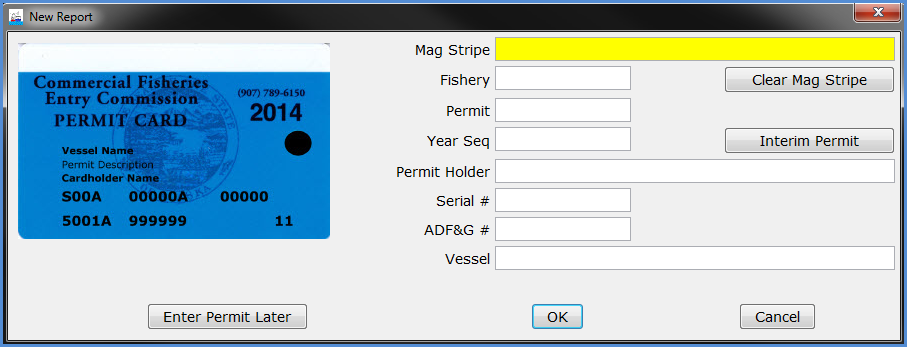 New Report
Commercial Fisheries
Entry Commission
(907) 789-6150
PERMIT CARD
2014
Vessel Name
Permit Description
Cardholder Name
S00A 00000A 00000
5001A 999999 11
Mag Stripe
Fishery
Clear Mag Stripe
Permit
Year Seq
Interim Permit
Permit Holder
Serial #
ADF&G #
Vessel
Enter Permit Later
OK
Cancel